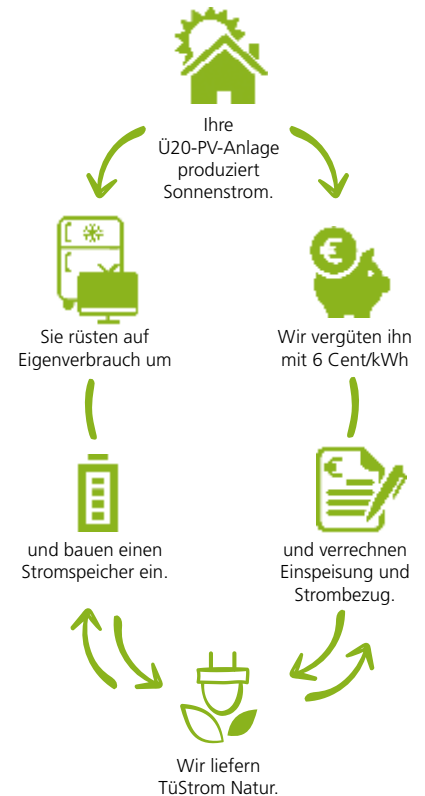 Ihre
Ü20-PV-Anlage
produziert
Sonnenstrom.
Sie rüsten auf
Eigenverbrauch um
Wir vergüten ihn
mit 6 Cent/kWh
und bauen einen
Stromspeicher ein.
und verrechnen
Einspeisung und
Strombezug.
Wir liefern
TüStrom Natur.